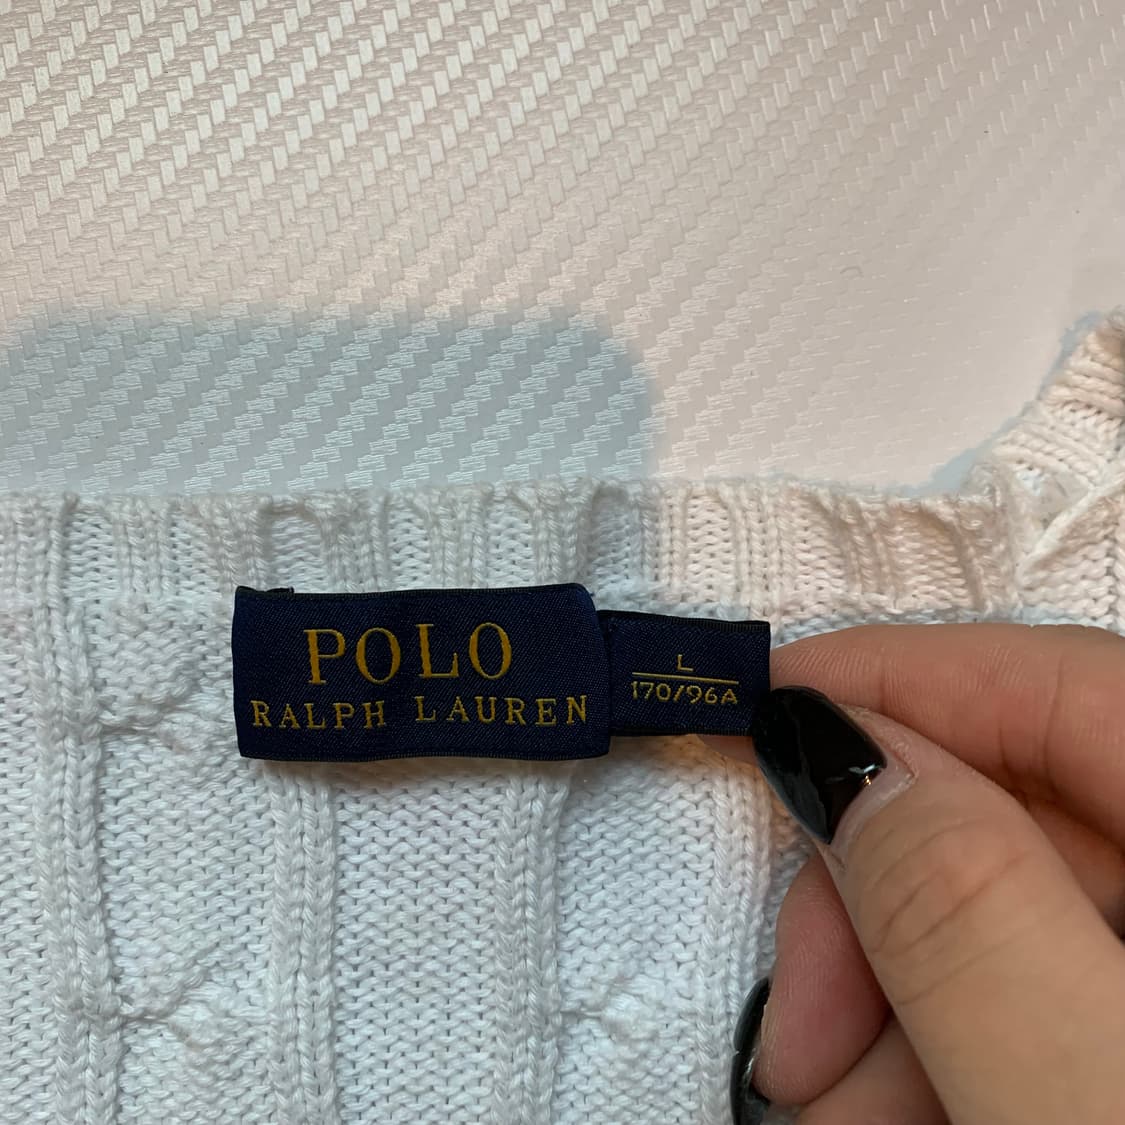 POLO
RALPH LAUREN
L
170/96A